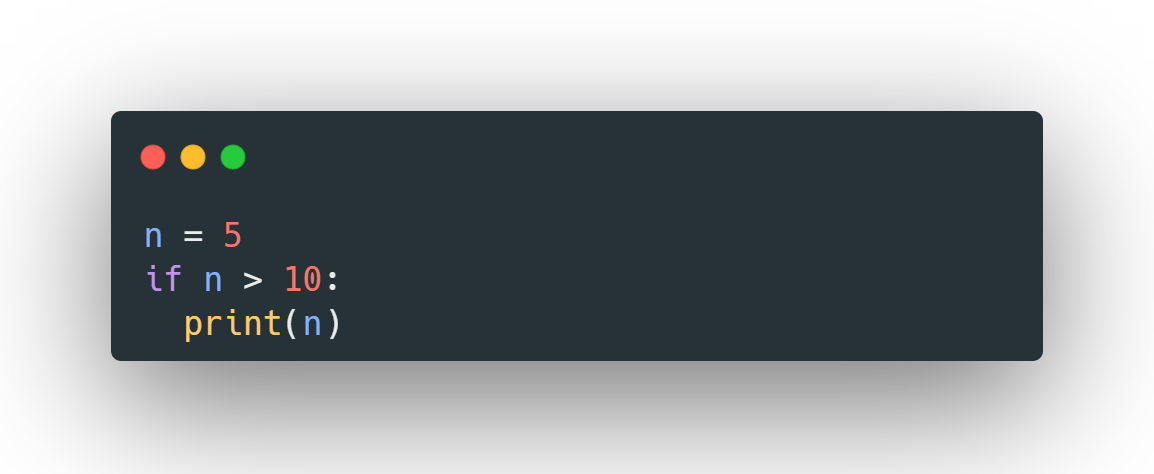 n = 5
if n > 10:
  print(n)